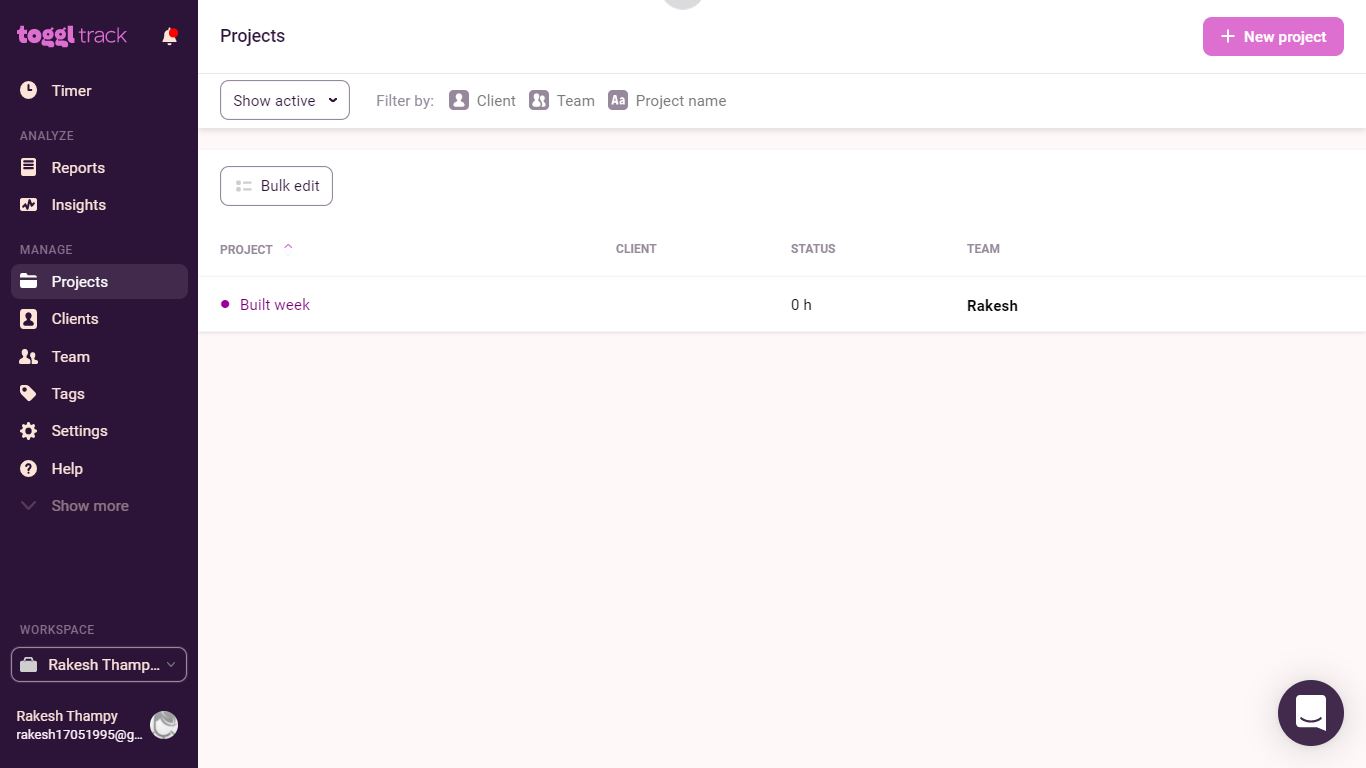 toggl track
Timer
ANALYZE
Reports
Insights
MANAGE
Projects
Clients
Team
Tags
Settings
Help
Show more
WORKSPACE
Rakesh Thamp...
Rakesh Thampy
rakesh17051995@g...
Projects
+ New project
Show active
Filter by: Client Team Aa Project name
Bulk edit
PROJECT CLIENT STATUS TEAM
Built week 0 h Rakesh